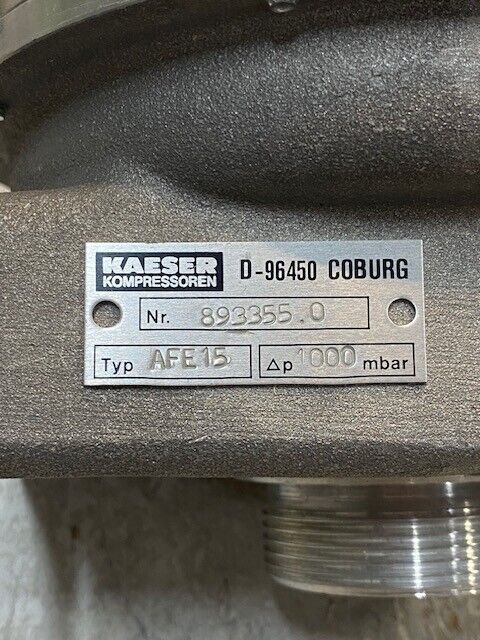 KAESER
KOMPRESSOREN
D-96450 COBURG
Nr. 893355.0
Typ AFE15 Δp 1000 mbar